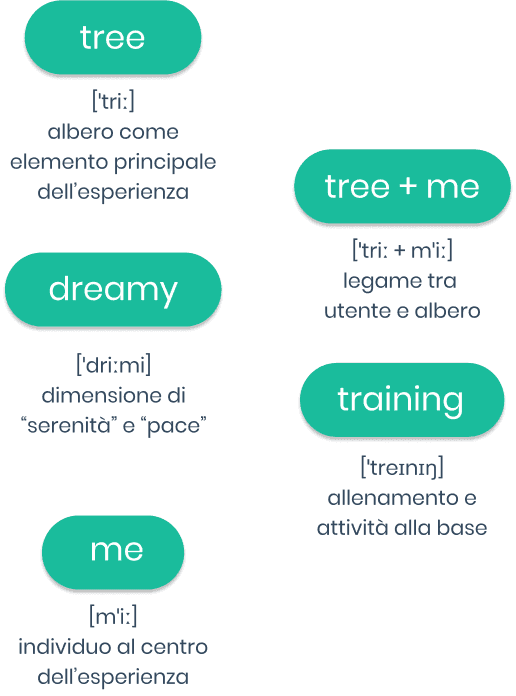 tree
['tri:]
albero come
elemento principale
dell’esperienza
dreamy
['dri:mi]
dimensione di
“serenità” e “pace”
me
[m'i:]
individuo al centro
dell’esperienza
tree + me
['tri: + m'i:]
legame tra
utente e albero
training
['treɪnɪŋ]
allenamento e
attività alla base